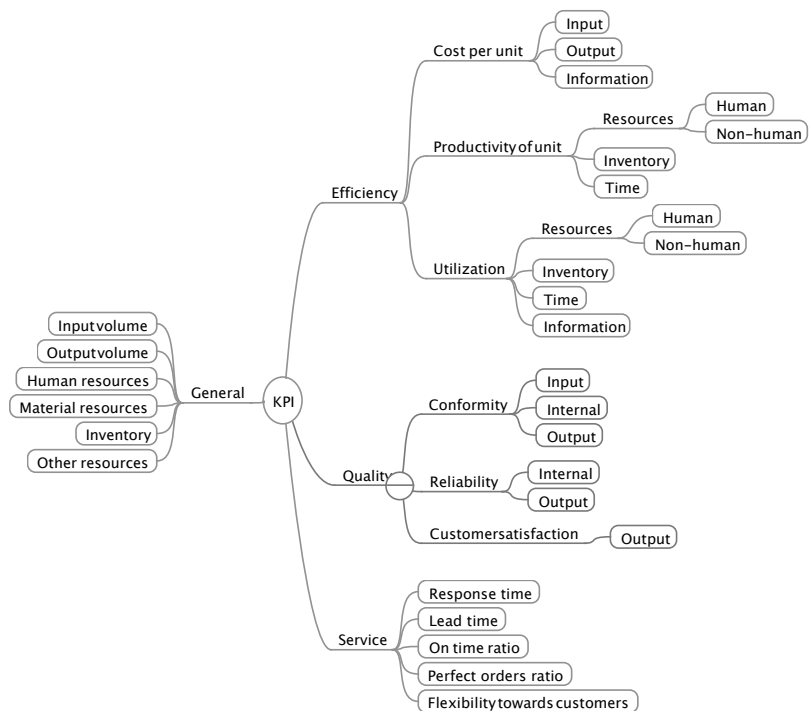 KPI
General
Input volume
Output volume
Human resources
Material resources
Inventory
Other resources
Efficiency
Cost per unit
Input
Output
Information
Productivity of unit
Resources
Human
Non-human
Inventory
Time
Utilization
Resources
Human
Non-human
Inventory
Time
Information
Quality
Conformity
Input
Internal
Output
Reliability
Internal
Output
Customersatisfaction
Output
Service
Response time
Lead time
On time ratio
Perfect orders ratio
Flexibility towards customers